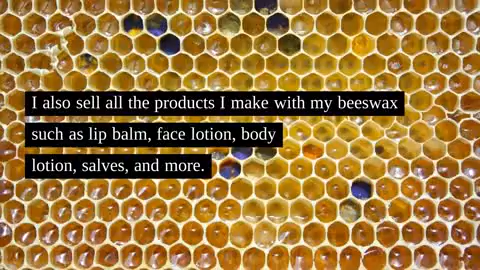 I also sell all the products I make with my beeswax
such as lip balm, face lotion, body
lotion, salves, and more.